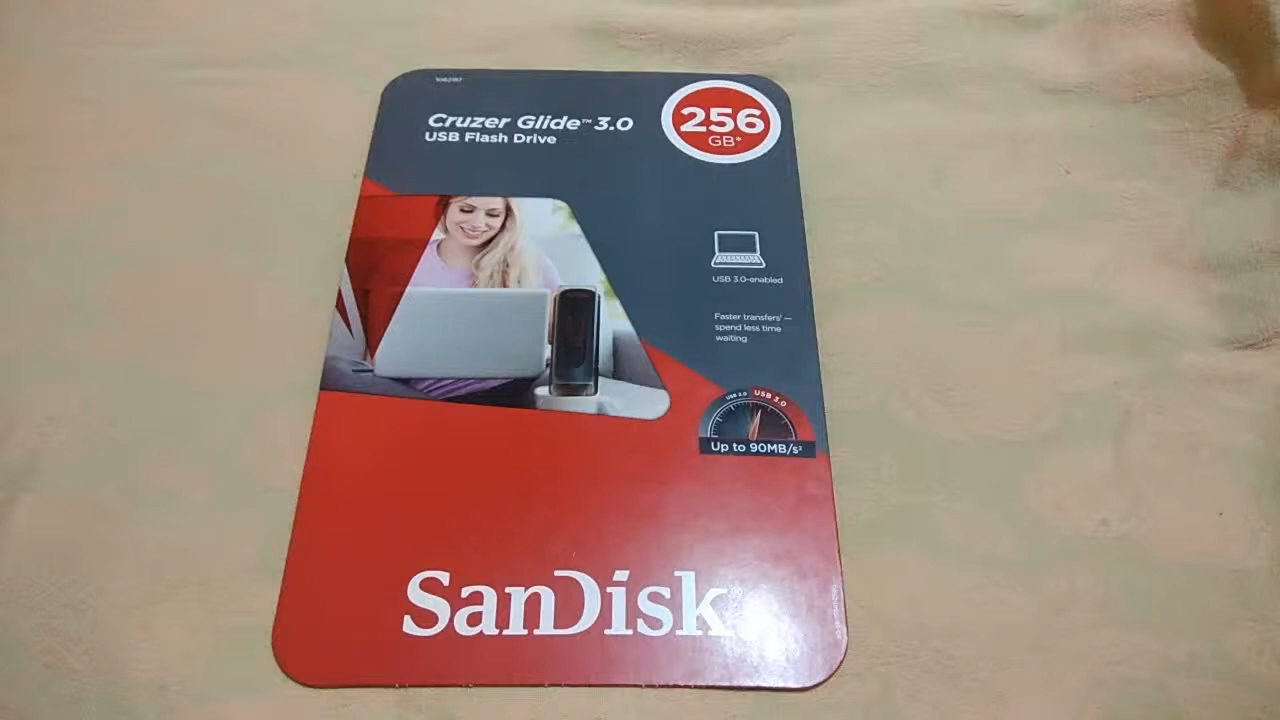 Cruzer Glide™ 3.0
USB Flash Drive
256
GB*
USB 3.0-enabled
Faster transfers¹ —
spend less time
waiting
USB 2.0 USB 3.0
Up to 90MB/s²
SanDisk